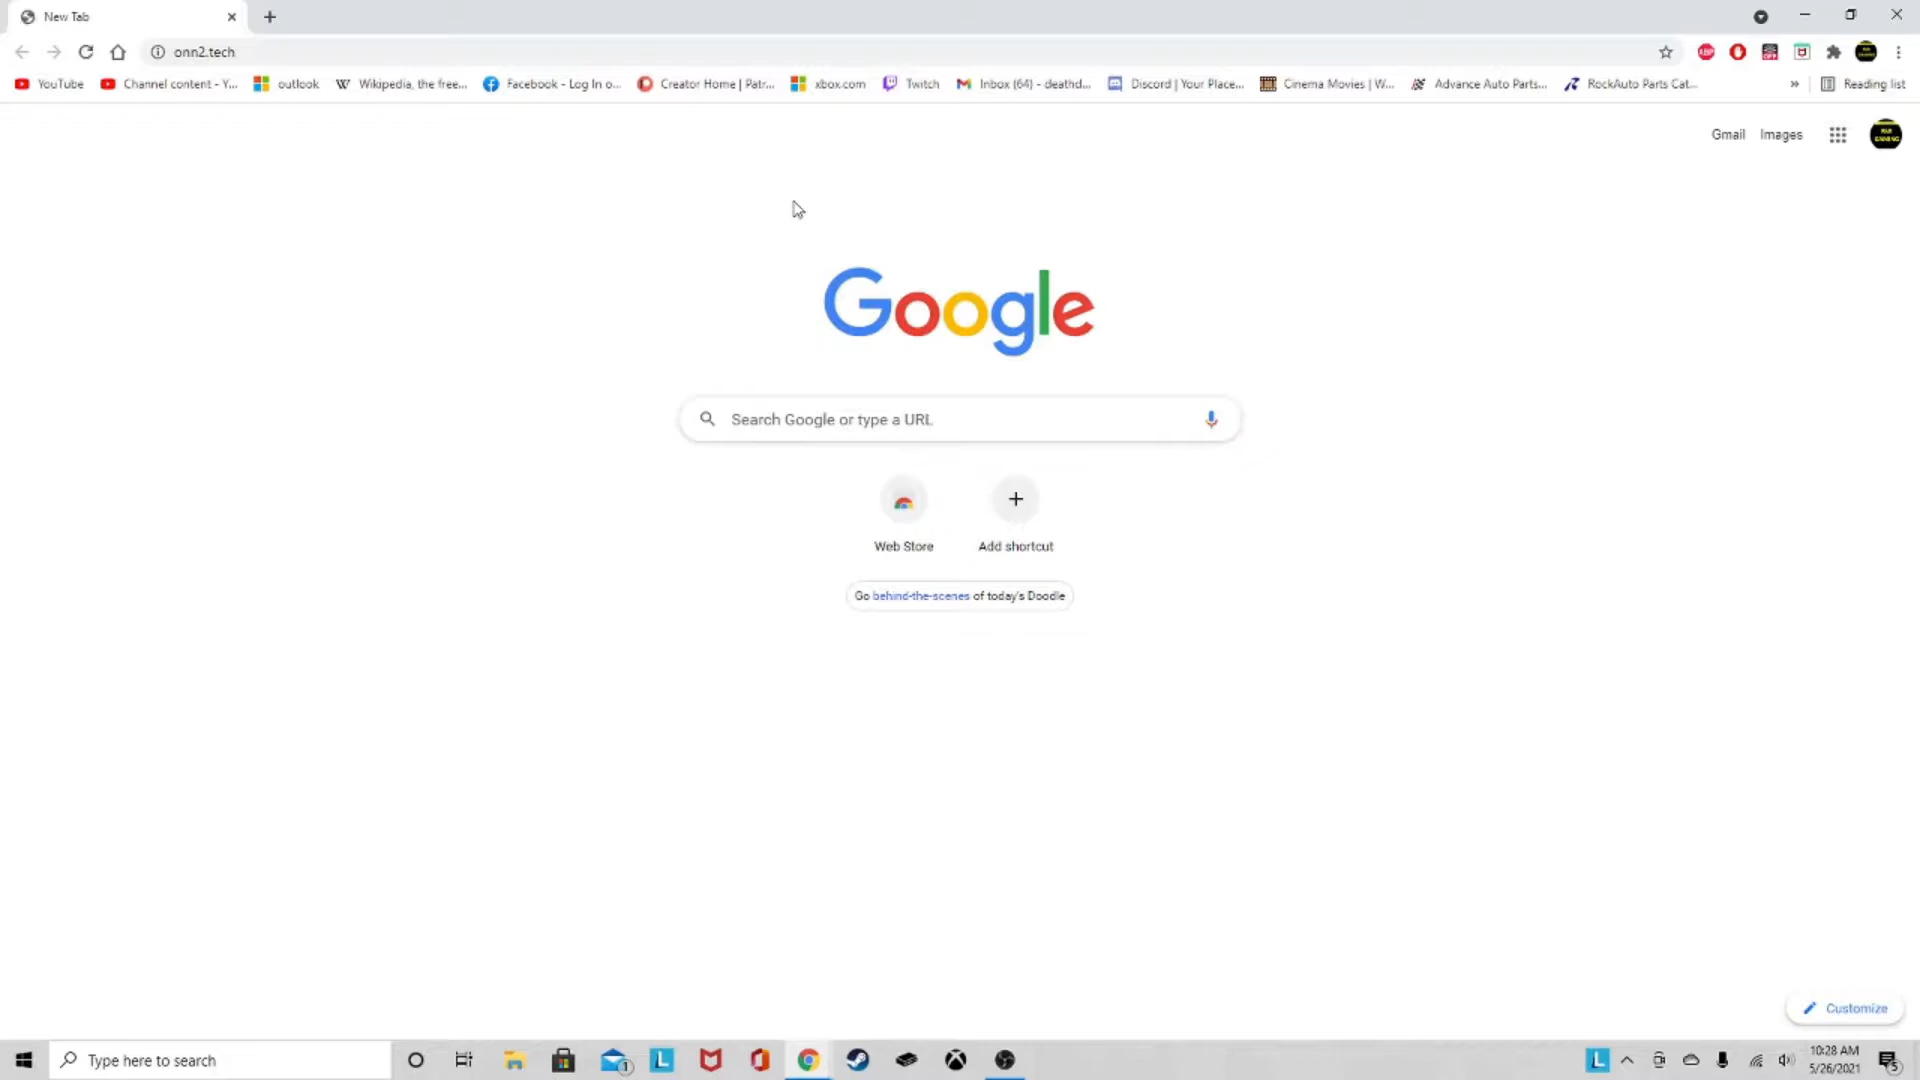 New Tab
onn2.tech
YouTube Channel content - Y... outlook Wikipedia, the free... Facebook - Log In o... Creator Home | Patr... xbox.com Twitch Inbox (64) - deathd... Discord | Your Place... Cinema Movies | W... Advance Auto Parts... RockAuto Parts Cat... » Reading list
Gmail Images
Google
Search Google or type a URL
Web Store Add shortcut
Go behind-the-scenes of today's Doodle
Customize
Type here to search
10:28 AM
5/26/2021